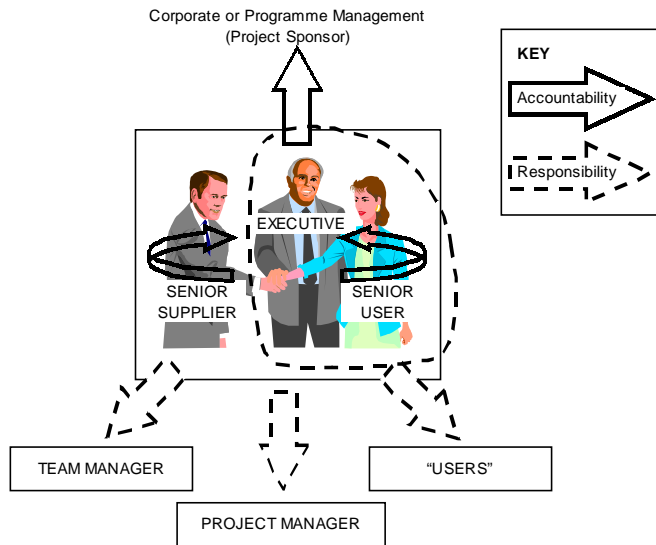 Corporate or Programme Management
(Project Sponsor)
KEY
Accountability
Responsibility
EXECUTIVE
SENIOR
SUPPLIER
SENIOR
USER
TEAM MANAGER
“USERS”
PROJECT MANAGER